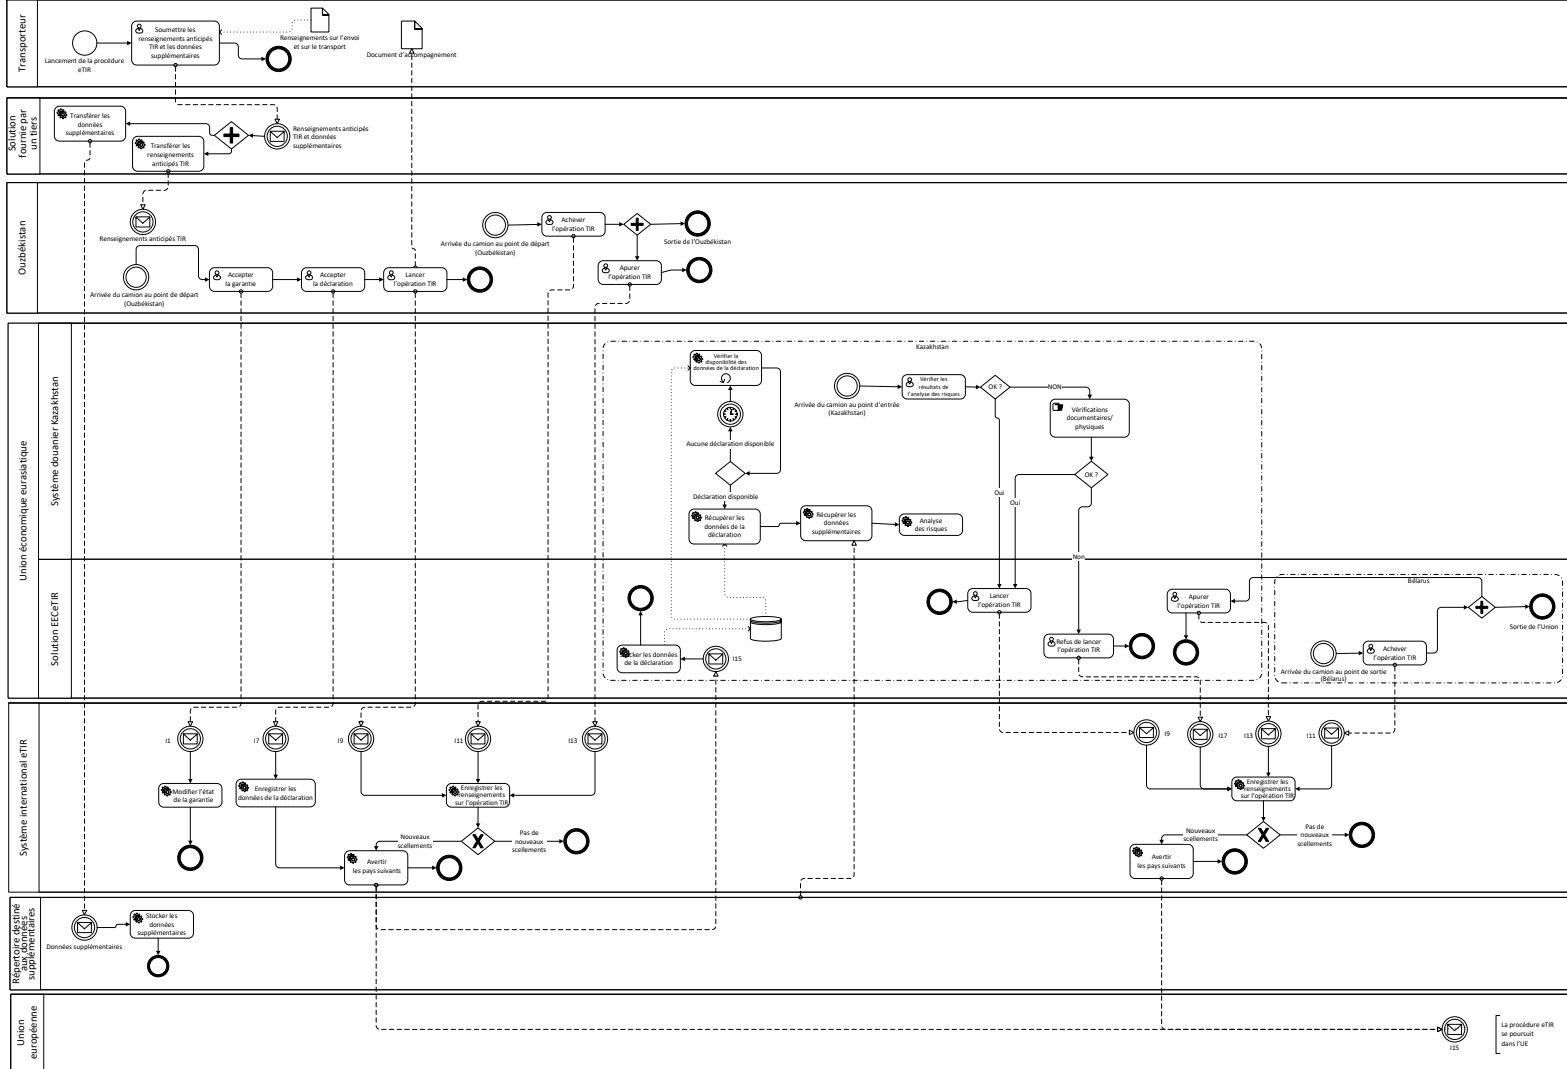 Transporteur
Lancement de la procédure
eTIR
Soumettre les
renseignements anticipés
TIR et les données
supplémentaires
Renseignements sur l'envoi
et sur le transport
Document d'accompagnement
Solution
fournie par
un tiers
Transférer les
données
supplémentaires
Transférer les
renseignements
anticipés TIR
Renseignements anticipés
TIR et données
supplémentaires
Ouzbékistan
Renseignements anticipés TIR
Arrivée du camion au point de départ
(Ouzbékistan)
Accepter
la garantie
Accepter
la déclaration
Lancer
l'opération TIR
Arrivée du camion au point de départ
(Ouzbékistan)
Achever
l'opération TIR
Sortie de l'Ouzbékistan
Apurer
l'opération TIR
Union économique eurasiatique
Système douanier Kazakhstan
Kazakhstan
Vérifier la
disponibilité des
données de la déclaration
Aucune déclaration disponible
Déclaration disponible
Récupérer les
données de la
déclaration
Récupérer les
données
supplémentaires
Analyse
des risques
Arrivée du camion au point d'entrée
(Kazakhstan)
Vérifier les
résultats de
l'analyse des risques
OK ?
NON
Vérifications
documentaires/
physiques
OK ?
Oui
Oui
Non
Solution EECeTIR
Stocker les données
de la déclaration
I15
Lancer
l'opération TIR
Refus de lancer
l'opération TIR
Apurer
l'opération TIR
Bélarus
Arrivée du camion au point de sortie
(Bélarus)
Achever
l'opération TIR
Sortie de l'Union
Système international eTIR
I1
I7
I9
I11
I13
Modifier l'état
de la garantie
Enregistrer les
données de la déclaration
Enregistrer les
renseignements
sur l'opération TIR
Nouveaux
scellements
Pas de
nouveaux
scellements
Avertir
les pays suivants
I9
I17
I13
I11
Enregistrer les
renseignements
sur l'opération TIR
Nouveaux
scellements
Pas de
nouveaux
scellements
Avertir
les pays suivants
Répertoire destiné
aux données
supplémentaires
Données supplémentaires
Stocker les
données
supplémentaires
Union
européenne
I15
La procédure eTIR
se poursuit
dans l'UE